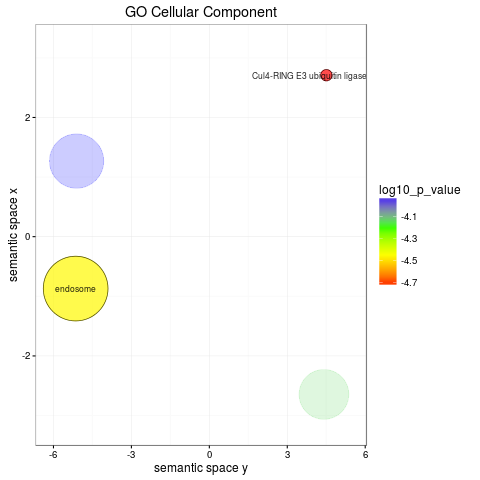 GO Cellular Component
Cul4-RING E3 ubiquitin ligase
endosome
semantic space x
2
0
-2
-6
-3
0
3
6
semantic space y
log10_p_value
-4.1
-4.3
-4.5
-4.7